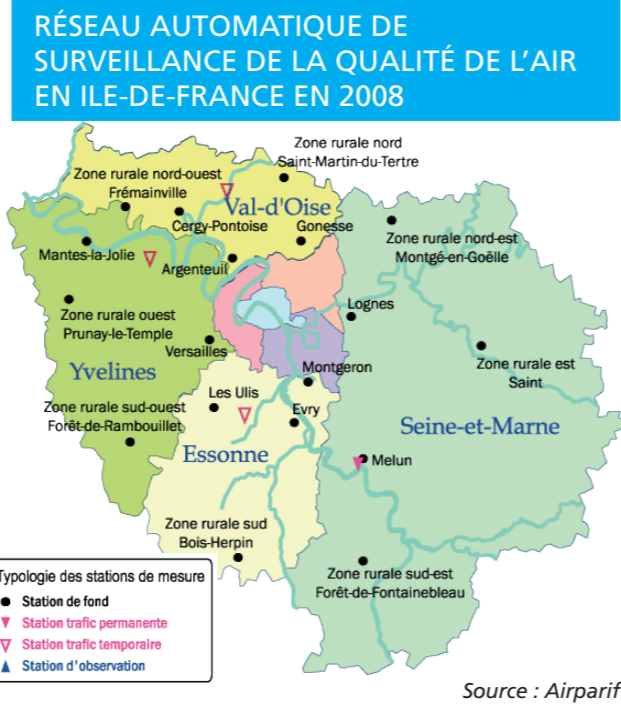 RÉSEAU AUTOMATIQUE DE
SURVEILLANCE DE LA QUALITÉ DE L'AIR
EN ILE-DE-FRANCE EN 2008
Zone rurale nord
Saint-Martin-du-Tertre
Zone rurale nord-ouest
Frémainville
Val-d'Oise
Cergy-Pontoise
Gonesse
Zone rurale nord-est
Montgé-en-Goëlle
Mantes-la-Jolie
Argenteuil
Lognes
Zone rurale ouest
Prunay-le-Temple
Versailles
Zone rurale est
Saint
Yvelines
Montgeron
Les Ulis
Zone rurale sud-ouest
Forêt-de-Rambouillet
Evry
Seine-et-Marne
Essonne
Melun
Zone rurale sud
Bois-Herpin
Zone rurale sud-est
Forêt-de-Fontainebleau
Typologie des stations de mesure
Station de fond
Station trafic permanente
Station trafic temporaire
Station d'observation
Source : Airparif